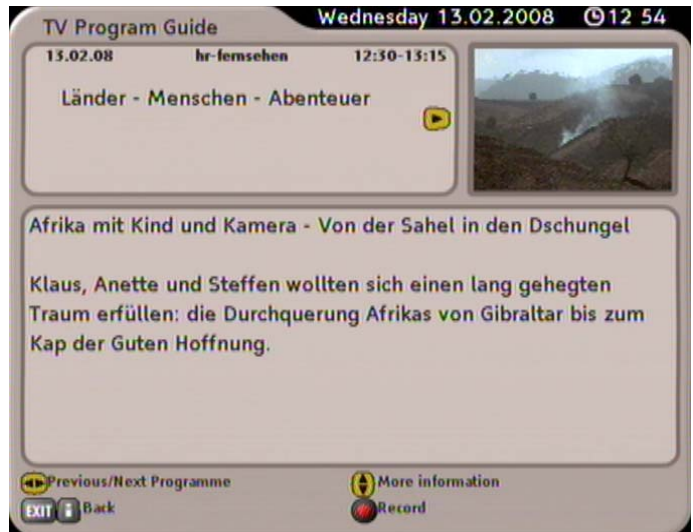 TV Program Guide
Wednesday 13.02.2008 12 54
13.02.08 hr-fernsehen 12:30-13:15
Länder - Menschen - Abenteuer
Afrika mit Kind und Kamera - Von der Sahel in den Dschungel
Klaus, Anette und Steffen wollten sich einen lang gehegten
Traum erfüllen: die Durchquerung Afrikas von Gibraltar bis zum
Kap der Guten Hoffnung.
Previous/Next Programme
More information
EXIT i Back
Record